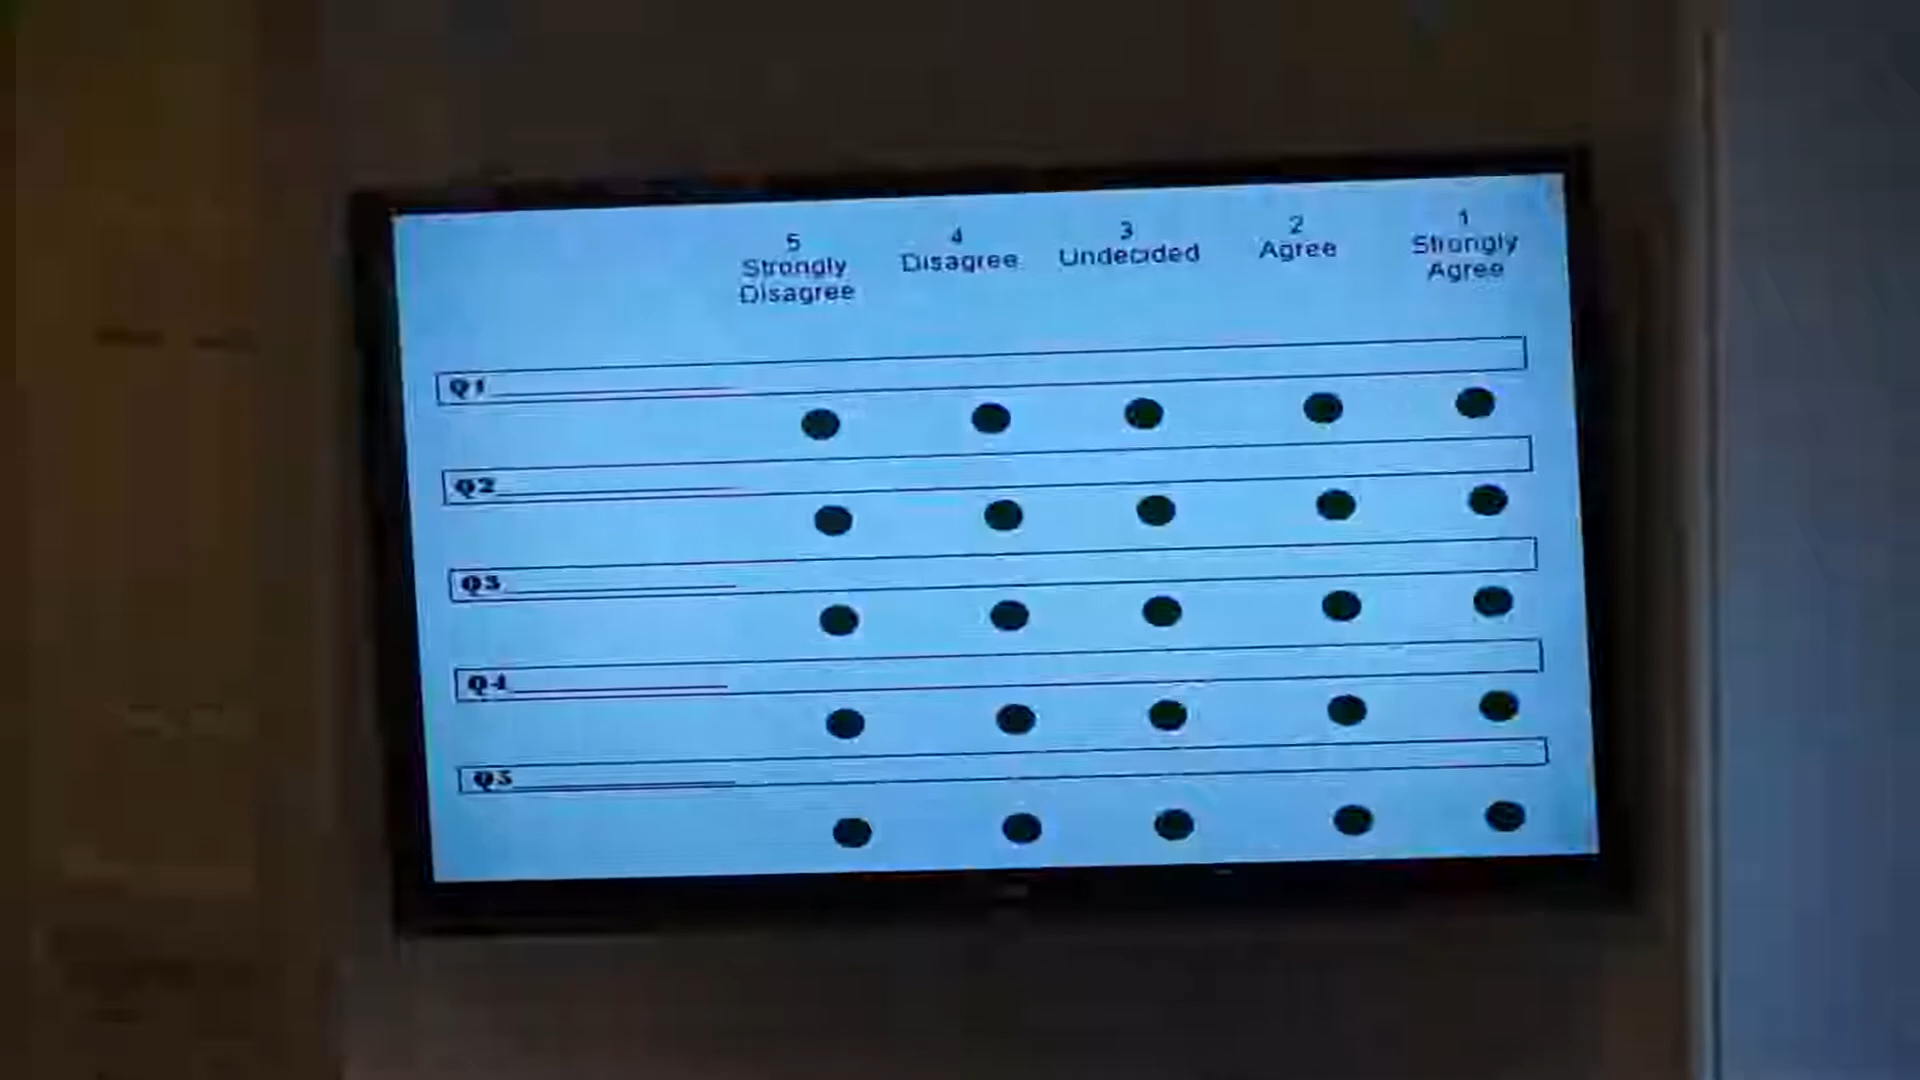 5 4 3 2 1
Strongly Disagree Undecided Agree Strongly
Disagree Agree
Q1
Q2
Q3
Q4
Q5